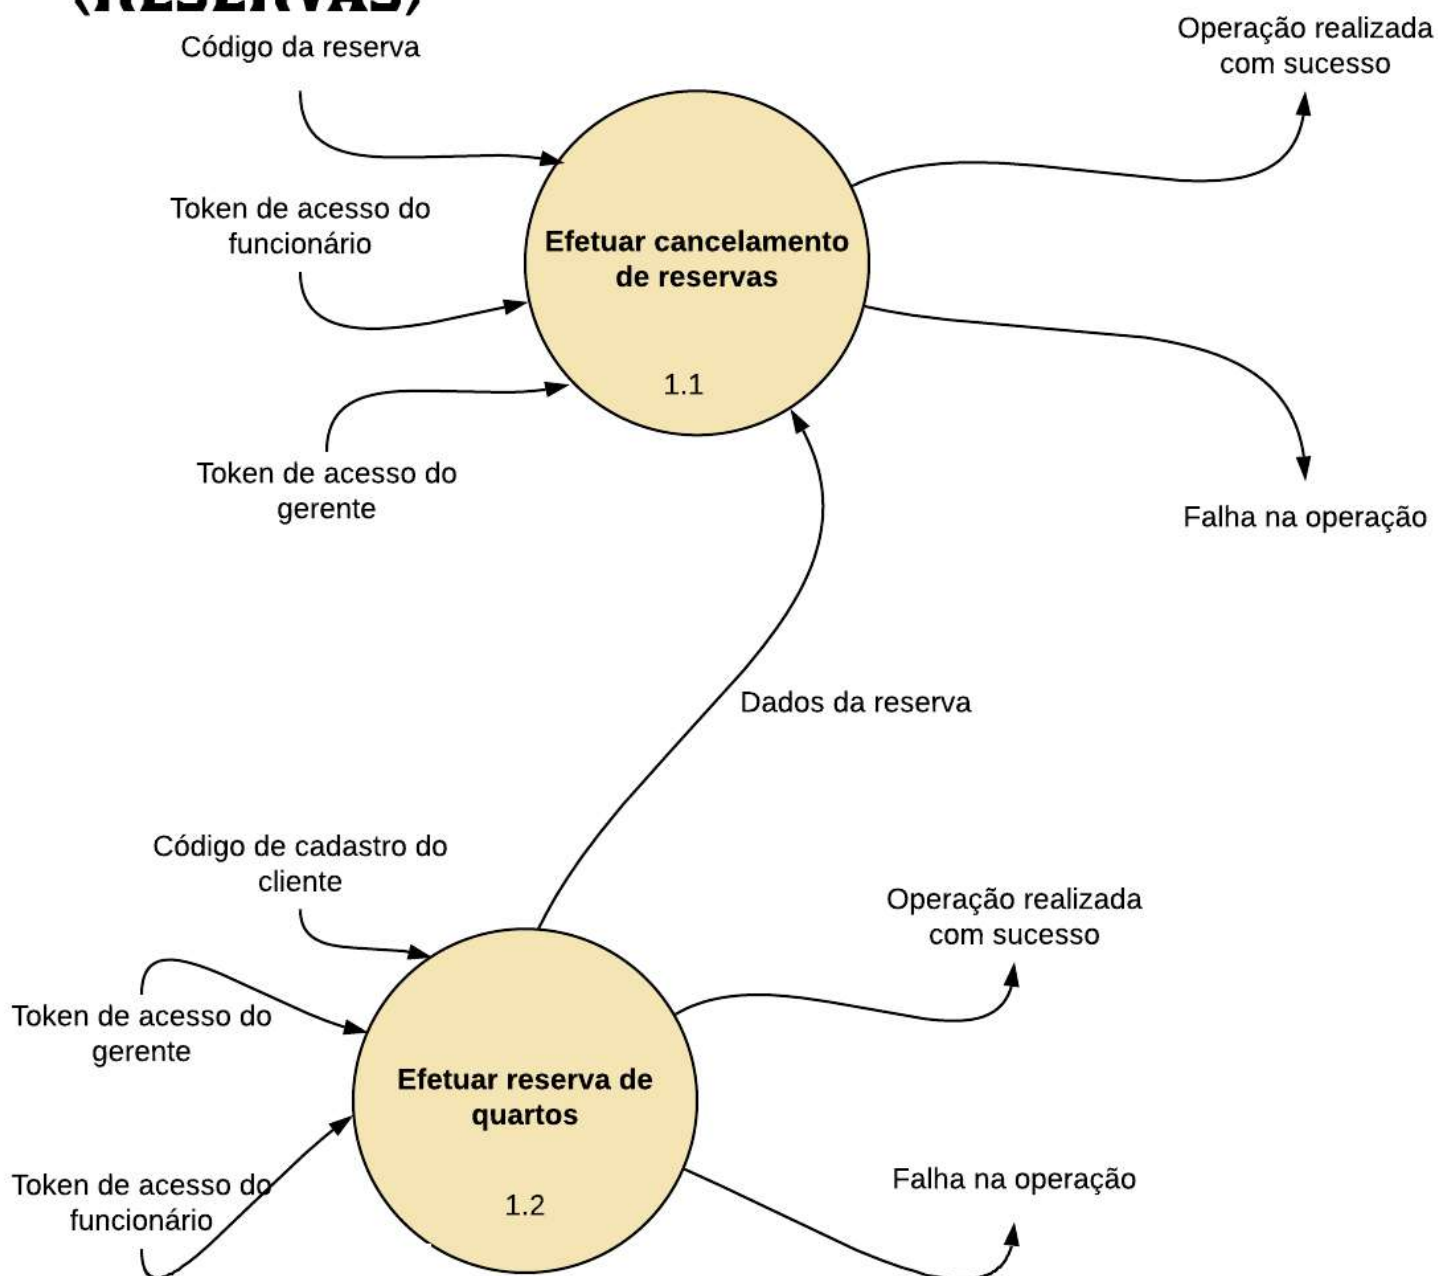 (RESERVAS)
Código da reserva
Operação realizada
com sucesso
Token de acesso do
funcionário
Efetuar cancelamento
de reservas
1.1
Token de acesso do
gerente
Falha na operação
Dados da reserva
Código de cadastro do
cliente
Operação realizada
com sucesso
Token de acesso do
gerente
Efetuar reserva de
quartos
1.2
Token de acesso do
funcionário
Falha na operação